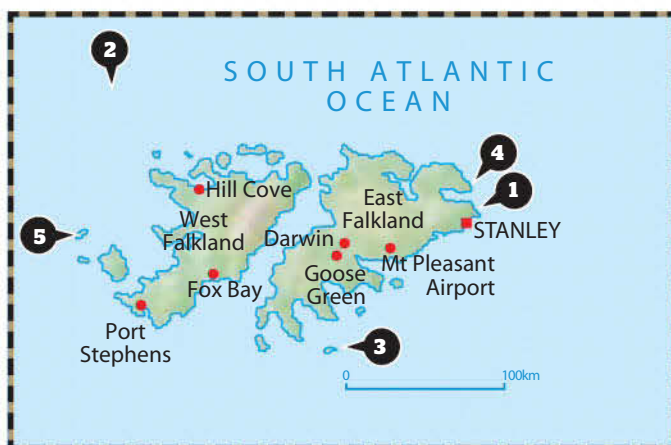 2
SOUTH ATLANTIC
OCEAN
4
Hill Cove
1
East
Falkland
West
Falkland
STANLEY
5
Darwin
Goose
Green
Mt Pleasant
Airport
Fox Bay
Port
Stephens
3
0
100km